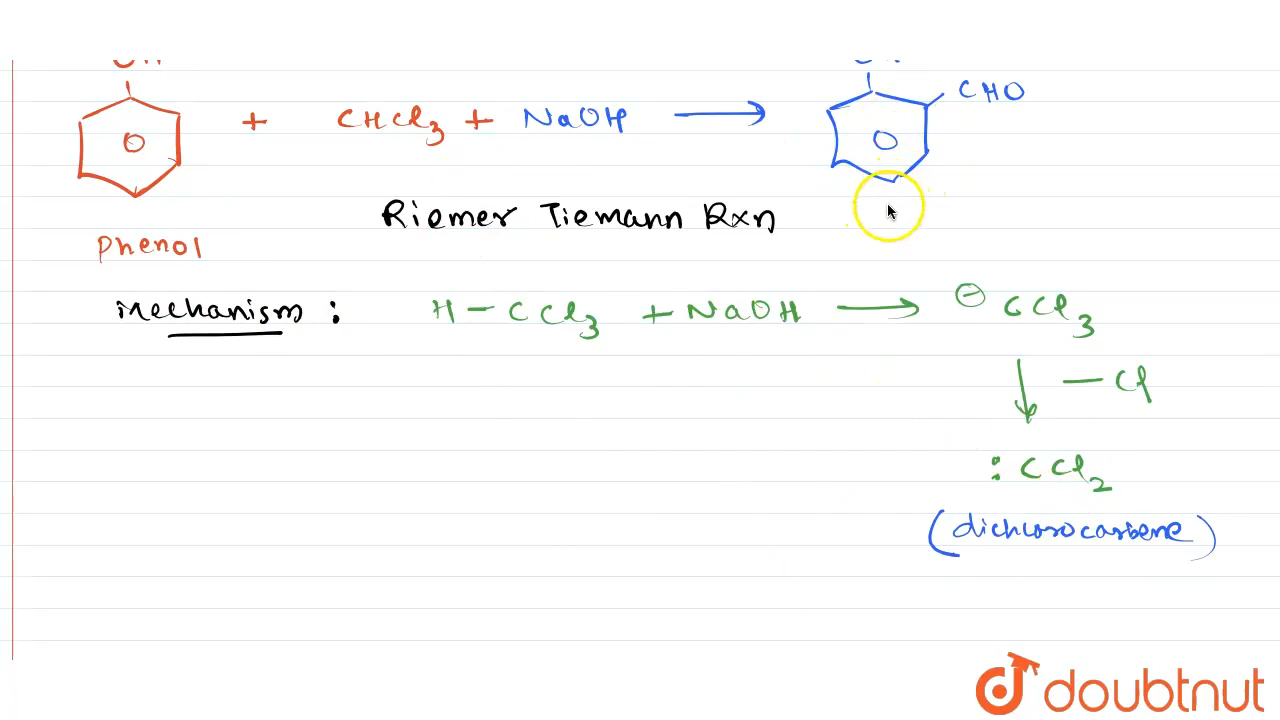 CHO
+ CHCl3 + NaOH ⟶
Riemer Tiemann Rxn
Phenol
Mechanism : H - CCl3 + NaOH ⟶ ⊖ CCl3
- Cl
: CCl2
(dichlorocarbene)
doubtnut